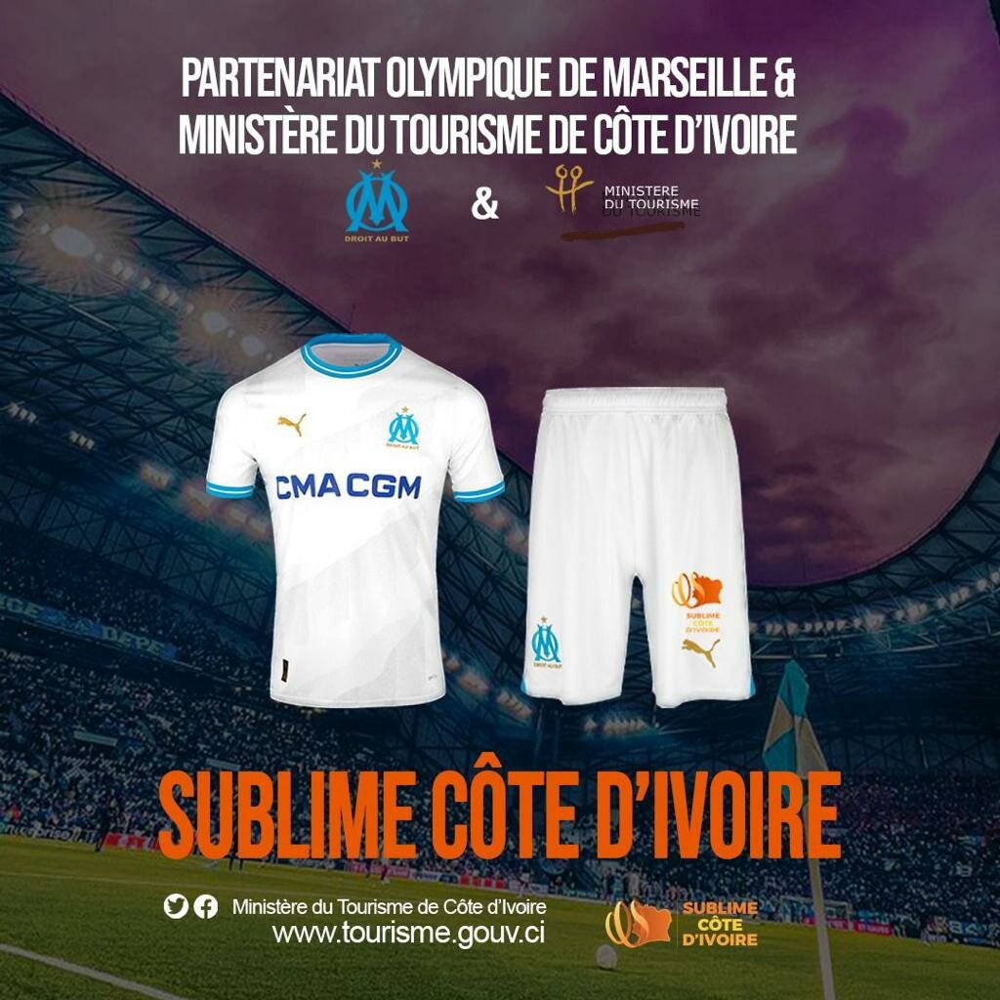 PARTENARIAT OLYMPIQUE DE MARSEILLE &
MINISTÈRE DU TOURISME DE CÔTE D'IVOIRE
&
MINISTERE
DU TOURISME
DU TOURISME
DROIT AU BUT
DROIT AU BUT
CMA CGM
SUBLIME
CÔTE
D'IVOIRE
DROIT AU BUT
SUBLIME CÔTE D'IVOIRE
Ministère du Tourisme de Côte d'Ivoire
www.tourisme.gouv.ci
SUBLIME
CÔTE
D'IVOIRE